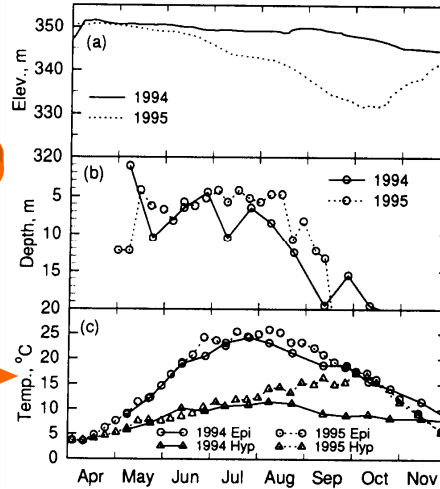 350
340
330
320
Elev., m
(a)
1994
1995
5
10
15
20
Depth, m
(b)
1994
1995
25
20
15
10
5
0
Temp., °C
(c)
1994 Epi 1995 Epi
1994 Hyp 1995 Hyp
Apr May Jun Jul Aug Sep Oct Nov